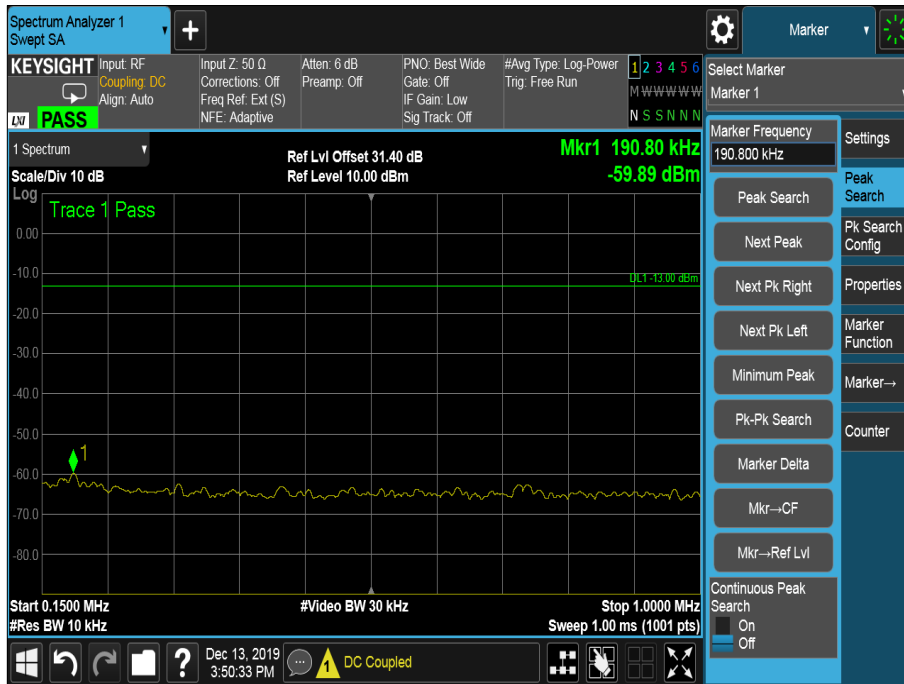 Spectrum Analyzer 1
Swept SA
+
Marker
KEYSIGHT
Input: RF
Coupling: DC
Align: Auto
Input Z: 50 Ω
Corrections: Off
Freq Ref: Ext (S)
NFE: Adaptive
Atten: 6 dB
Preamp: Off
PNO: Best Wide
Gate: Off
IF Gain: Low
Sig Track: Off
#Avg Type: Log-Power
Trig: Free Run
1 2 3 4 5 6
M W W W W W
N S S N N N
LXI PASS
Select Marker
Marker 1
1 Spectrum
Scale/Div 10 dB
Ref Lvl Offset 31.40 dB
Ref Level 10.00 dBm
Mkr1 190.80 kHz
-59.89 dBm
Log
Trace 1 Pass
0.00
-10.0
-20.0
-30.0
-40.0
-50.0
-60.0
-70.0
-80.0
DL1 -13.00 dBm
1
Start 0.1500 MHz
#Video BW 30 kHz
Stop 1.0000 MHz
#Res BW 10 kHz
Sweep 1.00 ms (1001 pts)
Marker Frequency
190.800 kHz
Peak Search
Next Peak
Next Pk Right
Next Pk Left
Minimum Peak
Pk-Pk Search
Marker Delta
Mkr→CF
Mkr→Ref Lvl
Continuous Peak
Search
On
Off
Settings
Peak
Search
Pk Search
Config
Properties
Marker
Function
Marker→
Counter
?
Dec 13, 2019
3:50:33 PM
1
DC Coupled